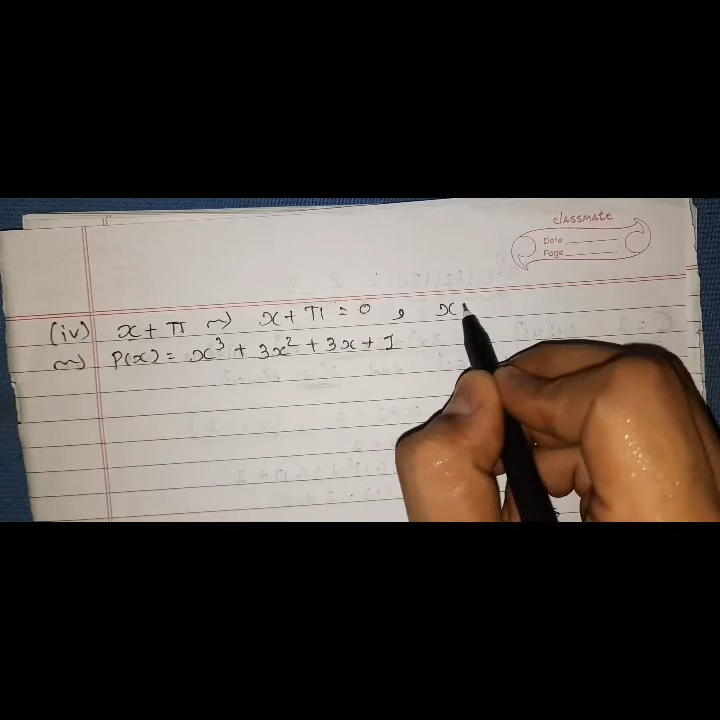 classmate
Date
Page
(iv) x + π ⇝ x + π = 0 , x
⇝ P(x) = x³ + 3x² + 3x + 1